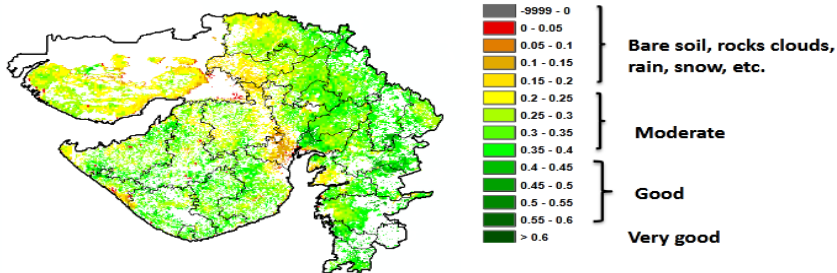 -9999 - 0
0 - 0.05
0.05 - 0.1
0.1 - 0.15
0.15 - 0.2
0.2 - 0.25
0.25 - 0.3
0.3 - 0.35
0.35 - 0.4
0.4 - 0.45
0.45 - 0.5
0.5 - 0.55
0.55 - 0.6
> 0.6
Bare soil, rocks clouds,
rain, snow, etc.
Moderate
Good
Very good